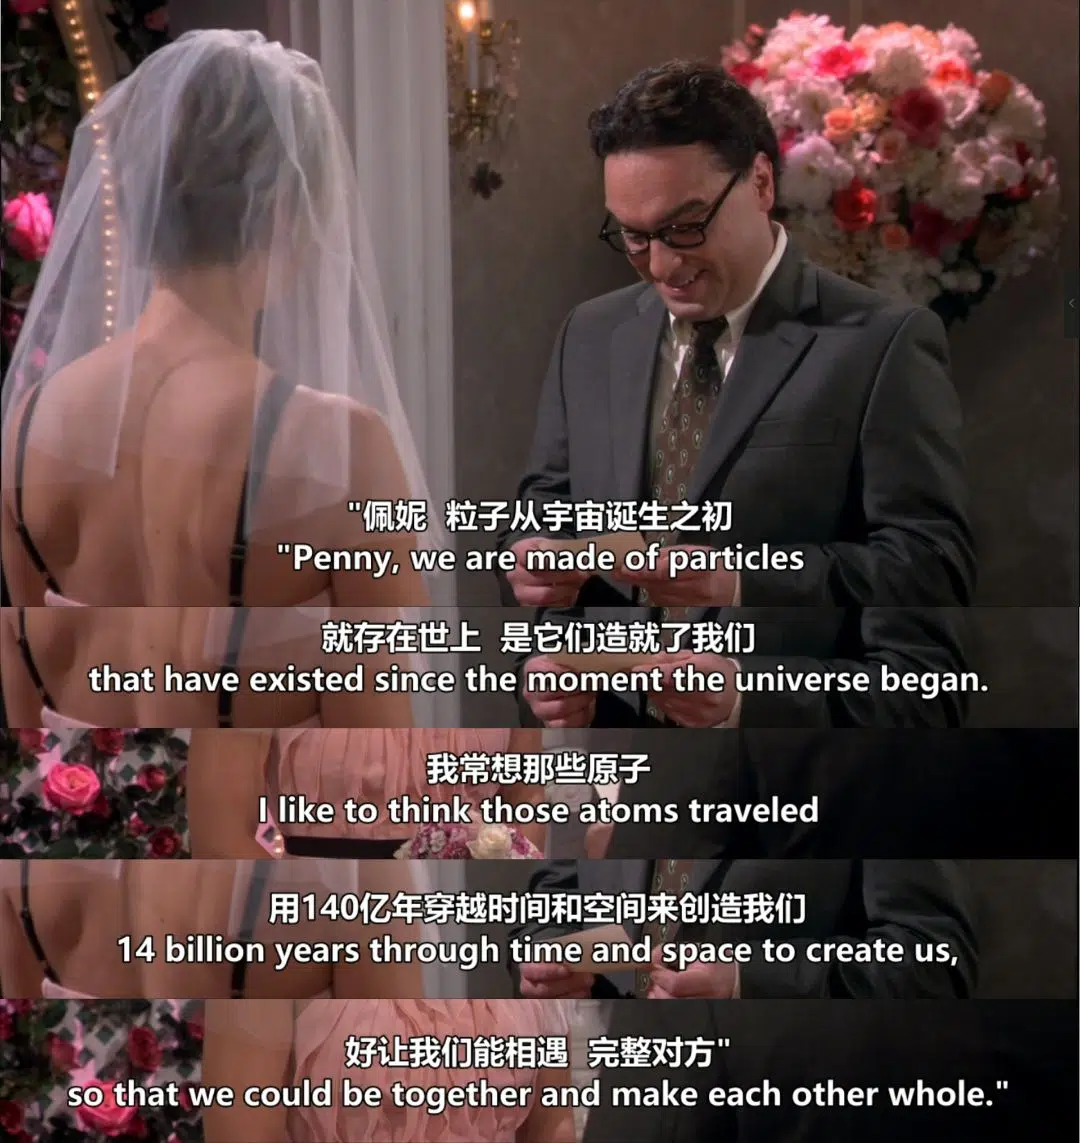 "佩妮 粒子从宇宙诞生之初
"Penny, we are made of particles
就存在世上 是它们造就了我们
that have existed since the moment the universe began.
我常想那些原子
I like to think those atoms traveled
用140亿年穿越时间和空间来创造我们
14 billion years through time and space to create us,
好让我们能相遇 完整对方"
so that we could be together and make each other whole."